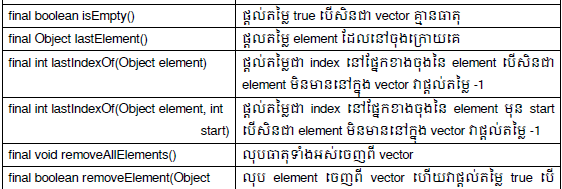 final boolean isEmpty() ផ្តល់តម្លៃ true បើសិនជា vector គ្មានធាតុ
final Object lastElement() ផ្តល់តម្លៃ element ដែលនៅចុងក្រោយគេ
final int lastIndexOf(Object element) ផ្តល់តម្លៃជា index នៅផ្នែកខាងចុងនៃ element បើសិនជា
element មិនមាននៅក្នុង vector វាផ្តល់តម្លៃ -1
final int lastIndexOf(Object element, int ផ្តល់តម្លៃជា index នៅផ្នែកខាងចុងនៃ element មុន start
start) បើសិនជា element មិនមាននៅក្នុង vector វាផ្តល់តម្លៃ -1
final void removeAllElements() លុបធាតុទាំងអស់ចេញពី vector
final boolean removeElement(Object លុប element ចេញពី vector ហើយវាផ្តល់តម្លៃ true បើ